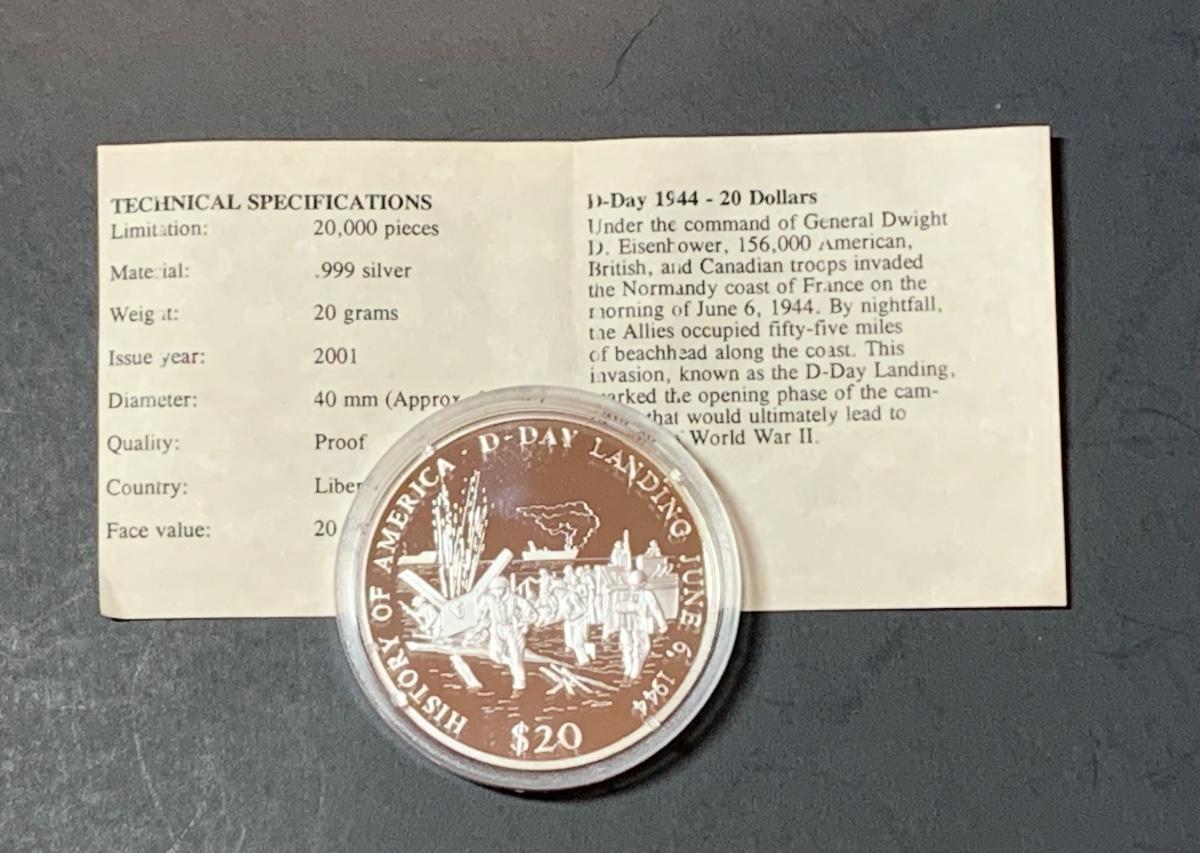 TECHNICAL SPECIFICATIONS
Limitation: 20,000 pieces
Material: .999 silver
Weight: 20 grams
Issue year: 2001
Diameter: 40 mm (Approx
Quality: Proof
Country: Liber
Face value: 20
D-Day 1944 - 20 Dollars
Under the command of General Dwight
D. Eisenhower, 156,000 American,
British, and Canadian troops invaded
the Normandy coast of France on the
morning of June 6, 1944. By nightfall,
the Allies occupied fifty-five miles
of beachhead along the coast. This
invasion, known as the D-Day Landing,
marked the opening phase of the cam-
that would ultimately lead to
World War II.
HISTORY OF AMERICA · D-DAY LANDING JUNE 6, 1944
$20